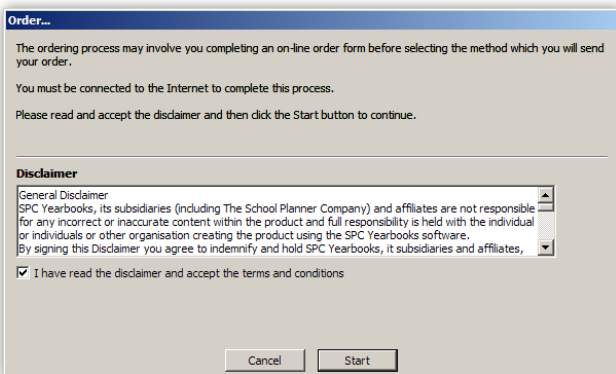 Order...
The ordering process may involve you completing an on-line order form before selecting the method which you will send
your order.
You must be connected to the Internet to complete this process.
Please read and accept the disclaimer and then click the Start button to continue.
Disclaimer
General Disclaimer
SPC Yearbooks, its subsidiaries (including The School Planner Company) and affiliates are not responsible
for any incorrect or inaccurate content within the product and full responsibility is held with the individual
or individuals or other organisation creating the product using the SPC Yearbooks software.
By signing this Disclaimer you agree to indemnify and hold SPC Yearbooks, it subsidiaries and affiliates,
I have read the disclaimer and accept the terms and conditions
Cancel Start